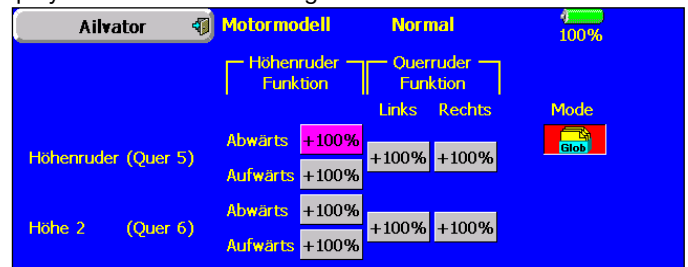 Ailvator Motormodell Normal 100%
Höhenruder Funktion Querruder Funktion
Links Rechts Mode
Abwärts +100% Glob
Höhenruder (Quer 5) +100% +100%
Aufwärts +100%
Abwärts +100%
Höhe 2 (Quer 6) +100% +100%
Aufwärts +100%